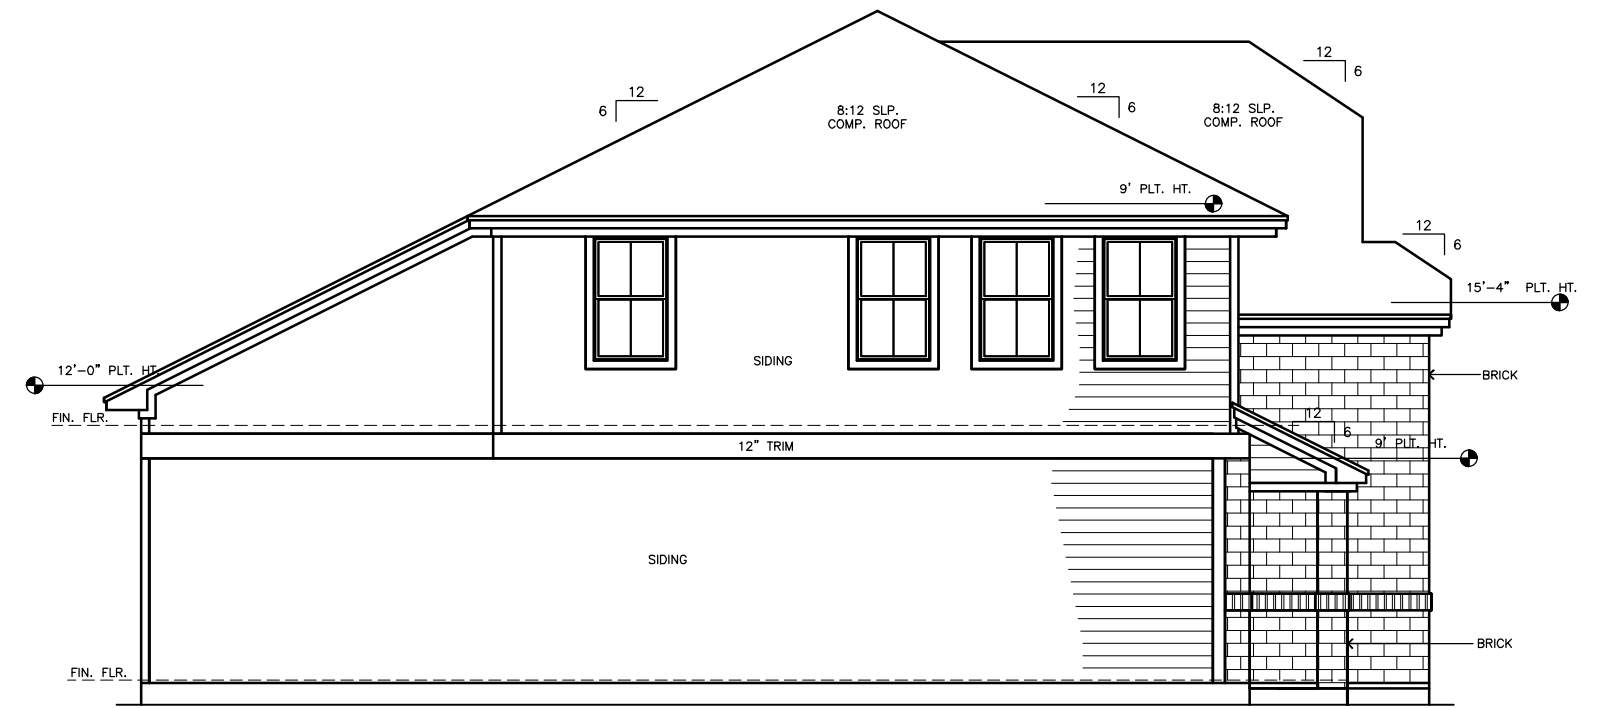 12
6
12
6
12
6
8:12 SLP.
COMP. ROOF
8:12 SLP.
COMP. ROOF
9' PLT. HT.
12
6
15'-4" PLT. HT.
SIDING
12'-0" PLT. HT.
BRICK
FIN. FLR.
12
6
12" TRIM
9' PLT. HT.
SIDING
BRICK
FIN. FLR.